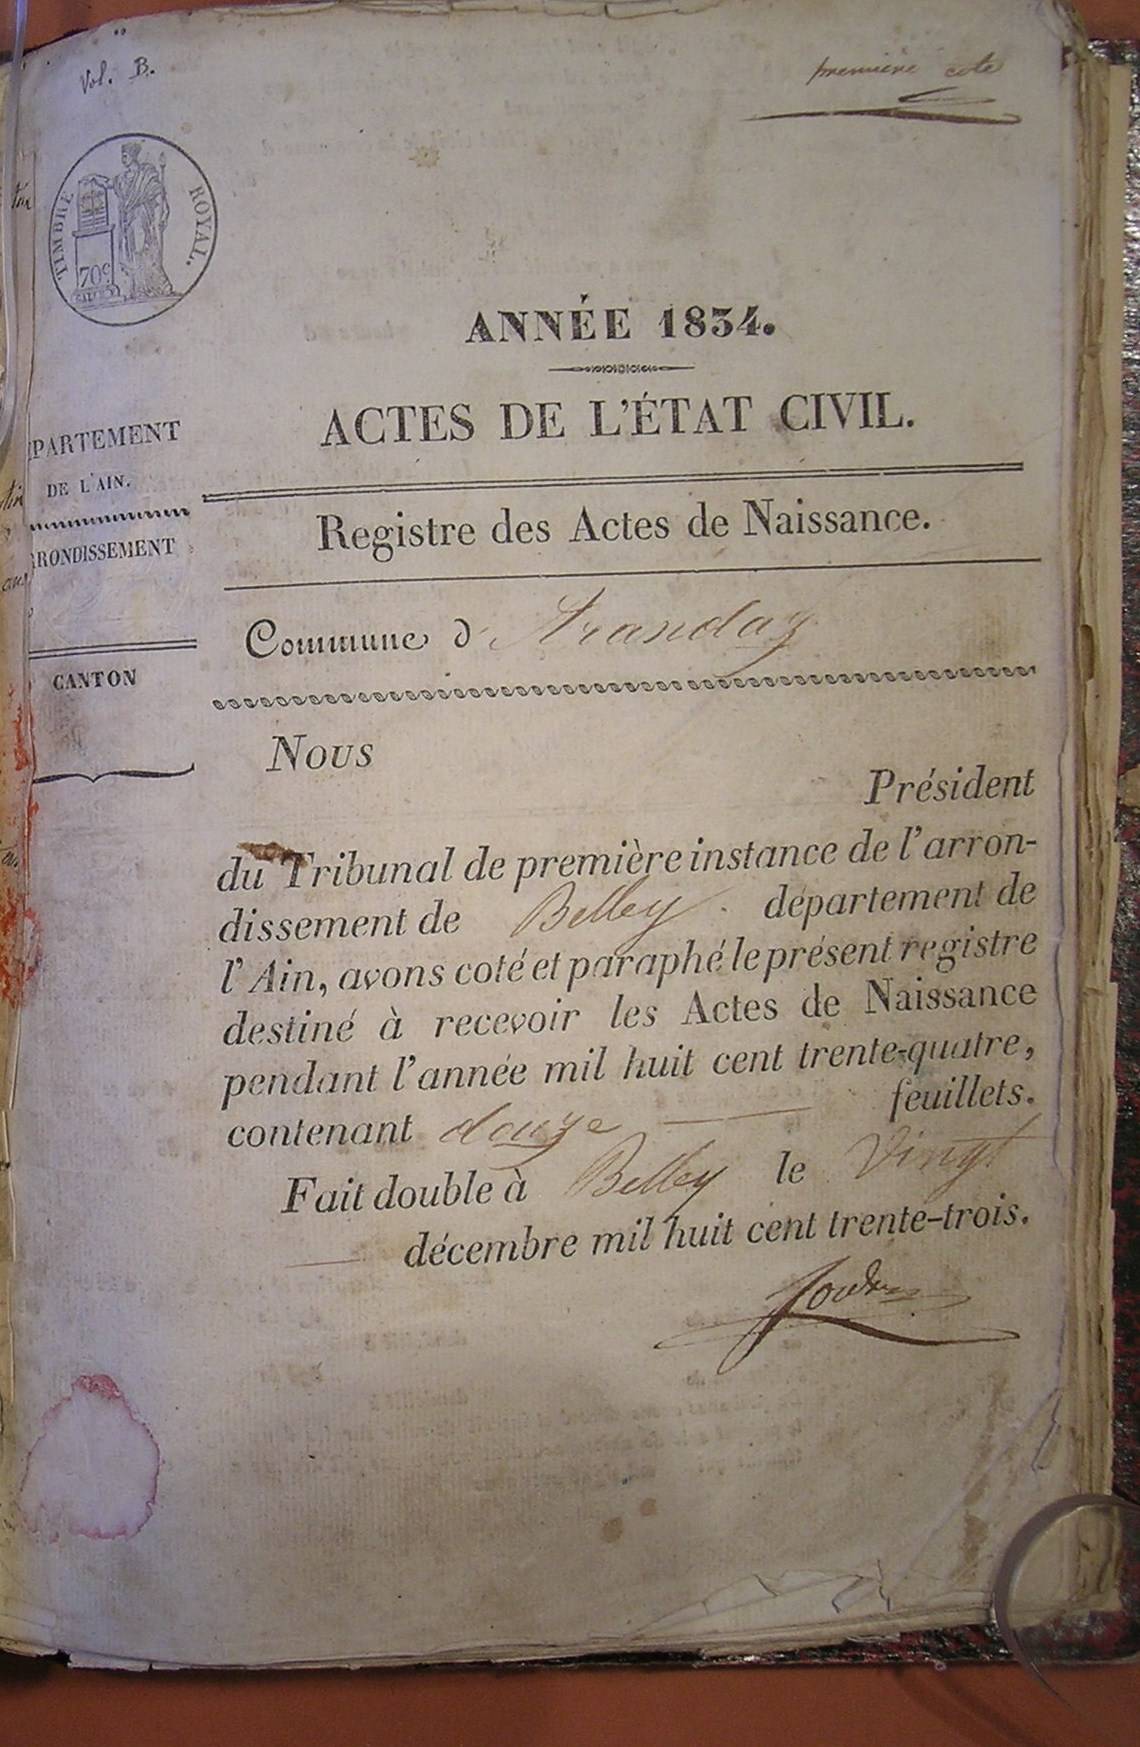 Vol. B.
première cote
TIMBRE ROYAL.
70c
ANNÉE 1834.
ACTES DE L'ÉTAT CIVIL.
PARTEMENT
DE L'AIN.
RONDISSEMENT
CANTON
Registre des Actes de Naissance.
Commune d' Aranday
Nous
Président
du Tribunal de première instance de l'arron-
dissement de Belley département de
l'Ain, avons coté et paraphé le présent registre
destiné à recevoir les Actes de Naissance
pendant l'année mil huit cent trente-quatre,
contenant douze feuillets.
Fait double à Belley le Vingt
décembre mil huit cent trente-trois.